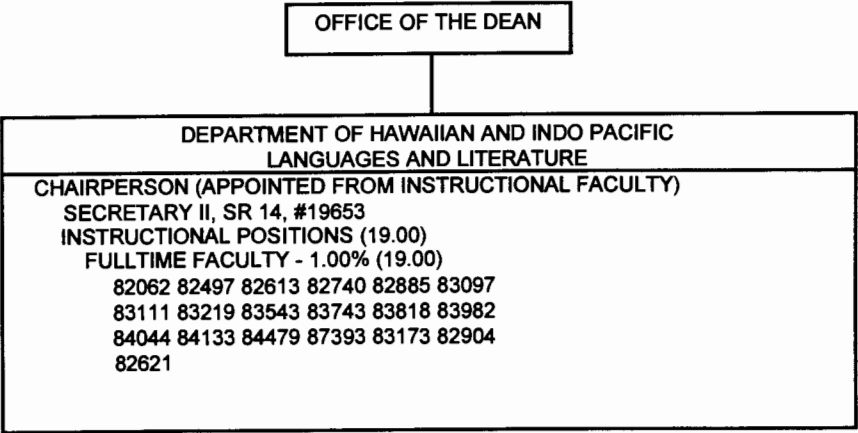 OFFICE OF THE DEAN
DEPARTMENT OF HAWAIIAN AND INDO PACIFIC
LANGUAGES AND LITERATURE
CHAIRPERSON (APPOINTED FROM INSTRUCTIONAL FACULTY)
SECRETARY II, SR 14, #19653
INSTRUCTIONAL POSITIONS (19.00)
FULLTIME FACULTY - 1.00% (19.00)
82062 82497 82613 82740 82885 83097
83111 83219 83543 83743 83818 83982
84044 84133 84479 87393 83173 82904
82621